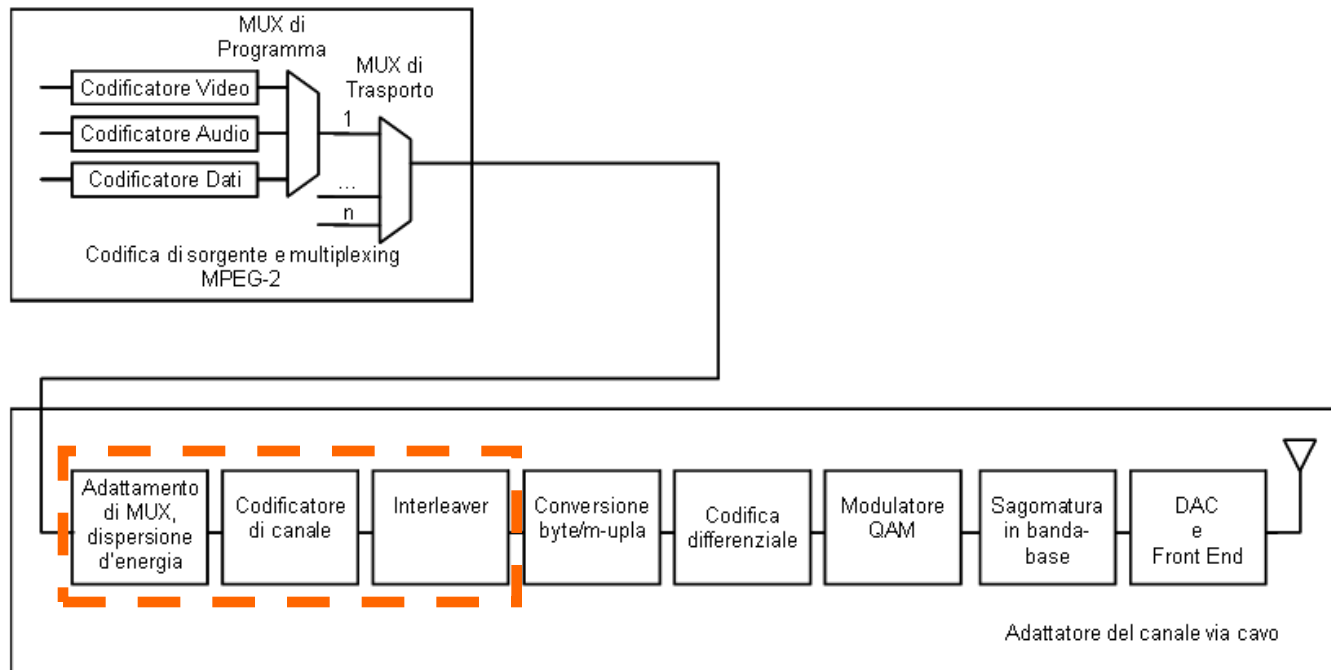 MUX di
Programma
MUX di
Trasporto
Codificatore Video
1
Codificatore Audio
Codificatore Dati
...
n
Codifica di sorgente e multiplexing
MPEG-2
Adattamento
di MUX,
dispersione
d'energia
Codificatore
di canale
Interleaver
Conversione
byte/m-upla
Codifica
differenziale
Modulatore
QAM
Sagomatura
in banda-
base
DAC
e
Front End
Adattatore del canale via cavo